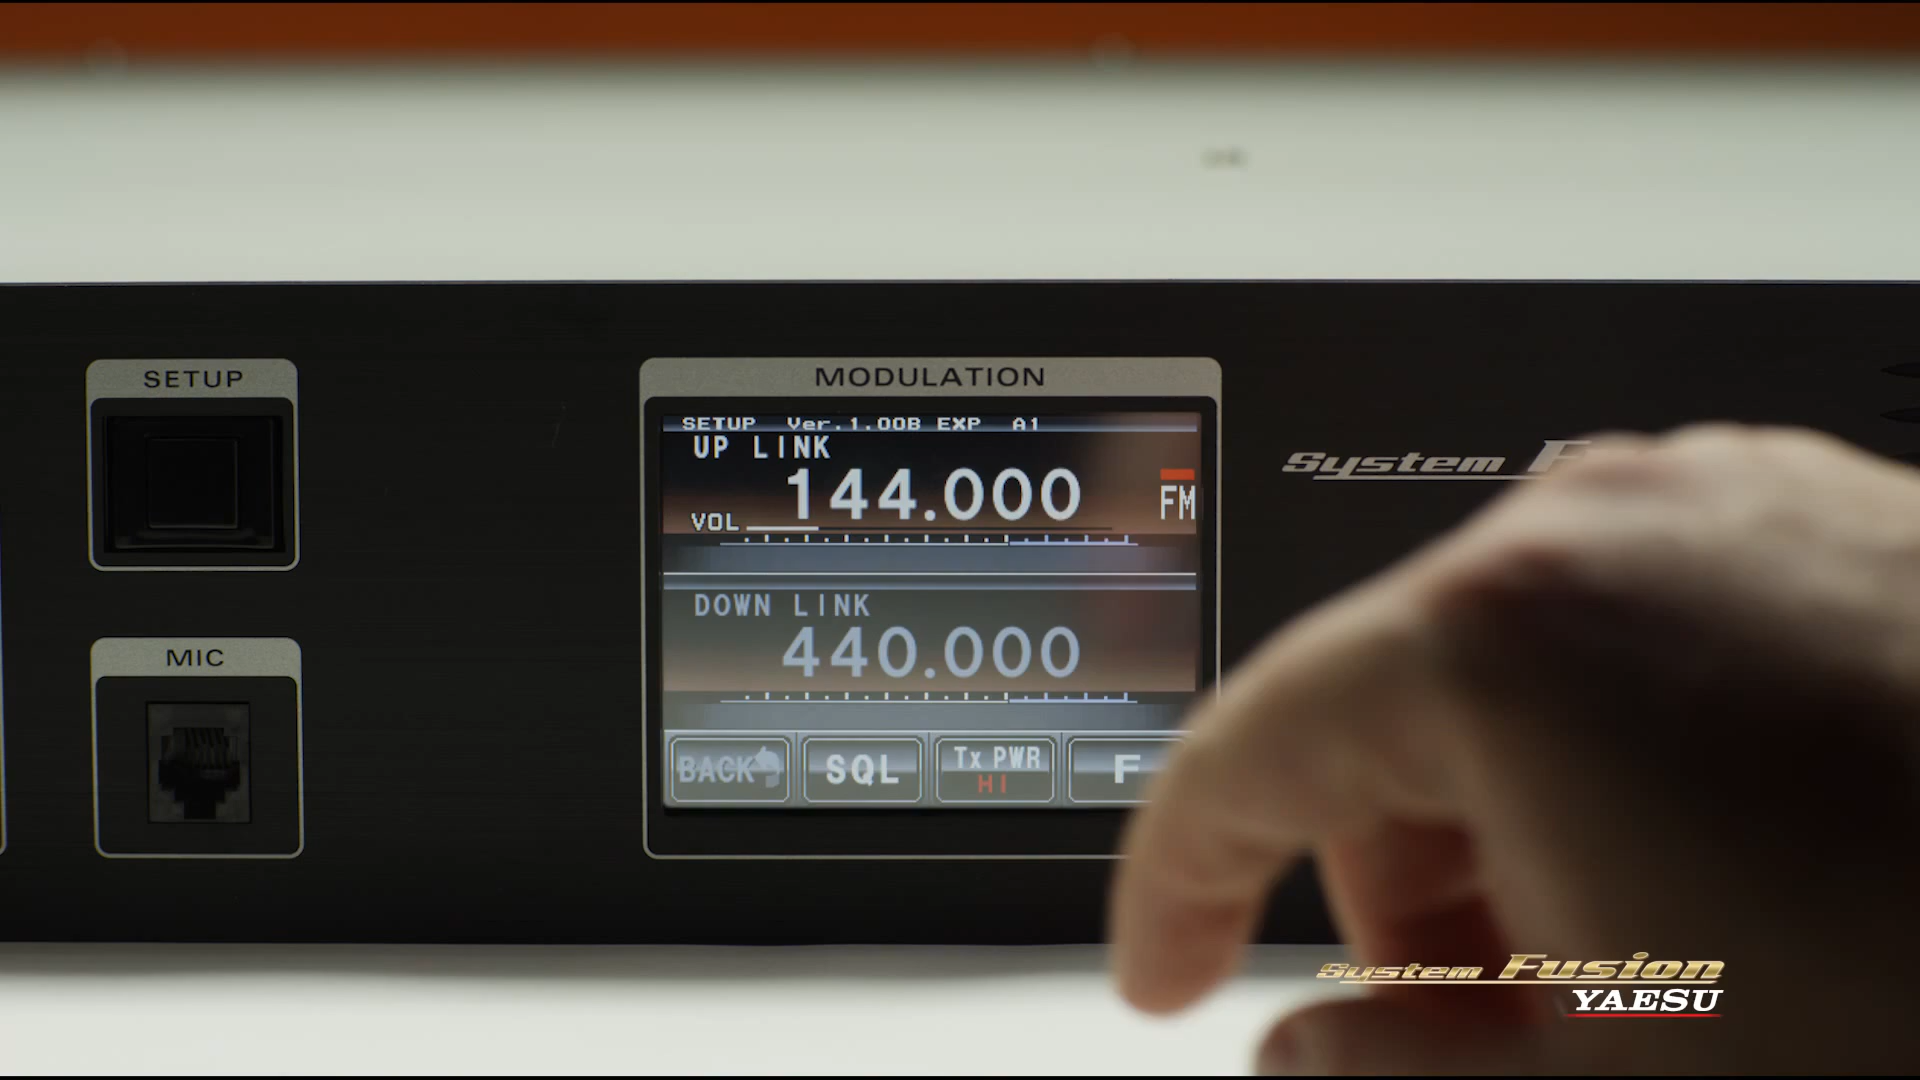 SETUP
MODULATION
SETUP Ver.1.00B EXP A1
UP LINK
144.000
FM
VOL
System F
DOWN LINK
440.000
MIC
BACK
SQL
Tx PWR
HI
F
System Fusion
YAESU